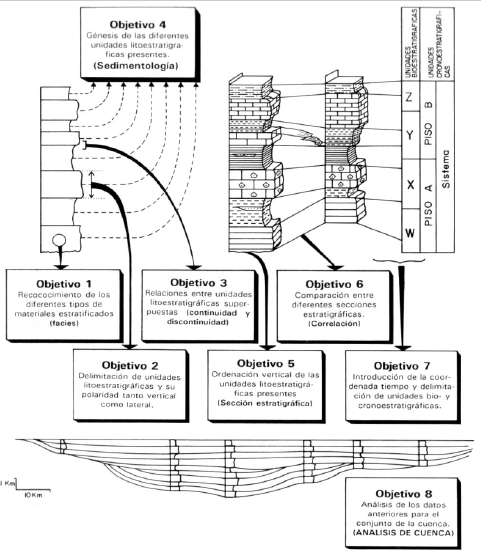 Objetivo 4
Génesis de las diferentes
unidades litoestratigrá-
ficas presentes.
(Sedimentología)
UNIDADES
BIOESTRATIGRAFICAS
UNIDADES
CRONOESTRATIGRAFI-
CAS
Z
Y
X
W
PISO B
PISO A
Sistema
Objetivo 1
Recococimiento de los
diferentes tipos de
materiales estratificados
(facies)
Objetivo 3
Relaciones entre unidades
litoestratigráficas super-
puestas (continuidad y
discontinuidad)
Objetivo 6
Comparación entre
diferentes secciones
estratigráficas.
(Correlación)
Objetivo 2
Delimitación de unidades
litoestratigráficas y su
polaridad tanto vertical
como lateral.
Objetivo 5
Ordenación vertical de las
unidades litoestratigrá-
ficas presentes
(Sección estratigráfica)
Objetivo 7
Introducción de la coor-
denada tiempo y delimita-
ción de unidades bio- y
cronoestratigráficas.
1 Km
10 Km
Objetivo 8
Análisis de los datos
anteriores para el
conjunto de la cuenca.
(ANALISIS DE CUENCA)